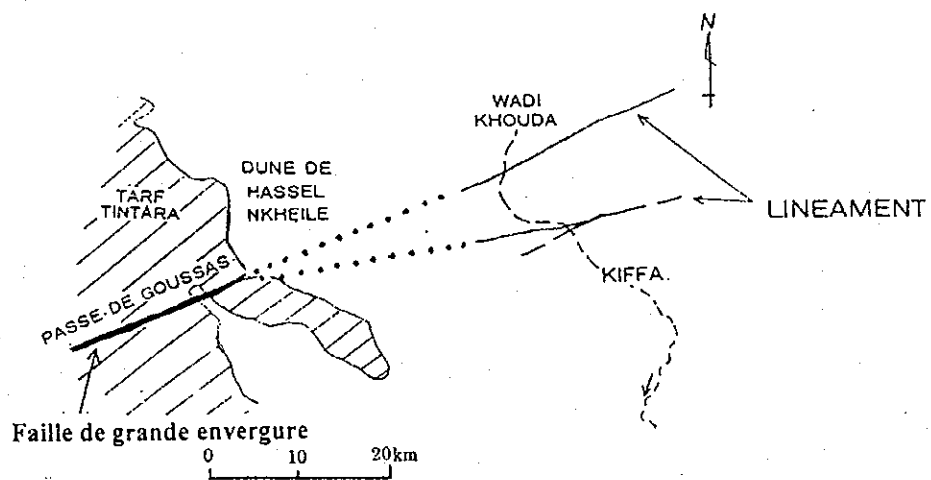 N
WADI
KHOUDA
DUNE DE
HASSEL
NKHEILE
TARF
TINTARA
LINEAMENT
PASSE.DE GOUSSAS.
KIFFA.
Faille de grande envergure
0 10 20km